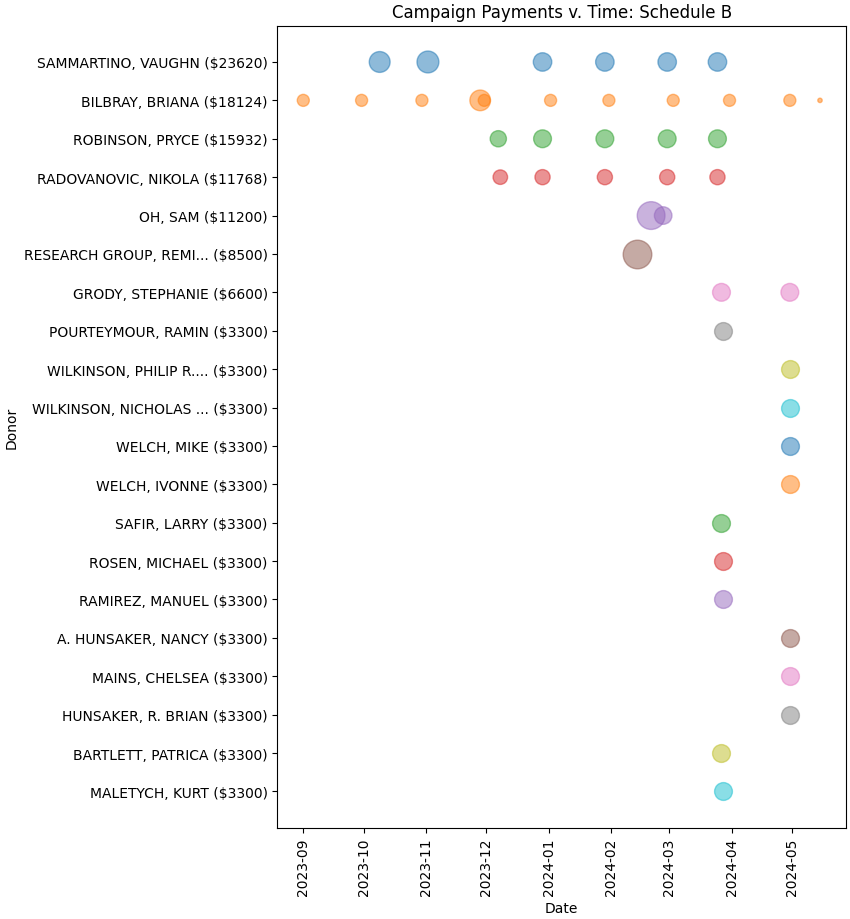 Campaign Payments v. Time: Schedule B
SAMMARTINO, VAUGHN ($23620)
BILBRAY, BRIANA ($18124)
ROBINSON, PRYCE ($15932)
RADOVANOVIC, NIKOLA ($11768)
OH, SAM ($11200)
RESEARCH GROUP, REMI... ($8500)
GRODY, STEPHANIE ($6600)
POURTEYMOUR, RAMIN ($3300)
WILKINSON, PHILIP R.... ($3300)
WILKINSON, NICHOLAS ... ($3300)
WELCH, MIKE ($3300)
WELCH, IVONNE ($3300)
SAFIR, LARRY ($3300)
ROSEN, MICHAEL ($3300)
RAMIREZ, MANUEL ($3300)
A. HUNSAKER, NANCY ($3300)
MAINS, CHELSEA ($3300)
HUNSAKER, R. BRIAN ($3300)
BARTLETT, PATRICA ($3300)
MALETYCH, KURT ($3300)
Donor
2023-09
2023-10
2023-11
2023-12
2024-01
2024-02
2024-03
2024-04
2024-05
Date